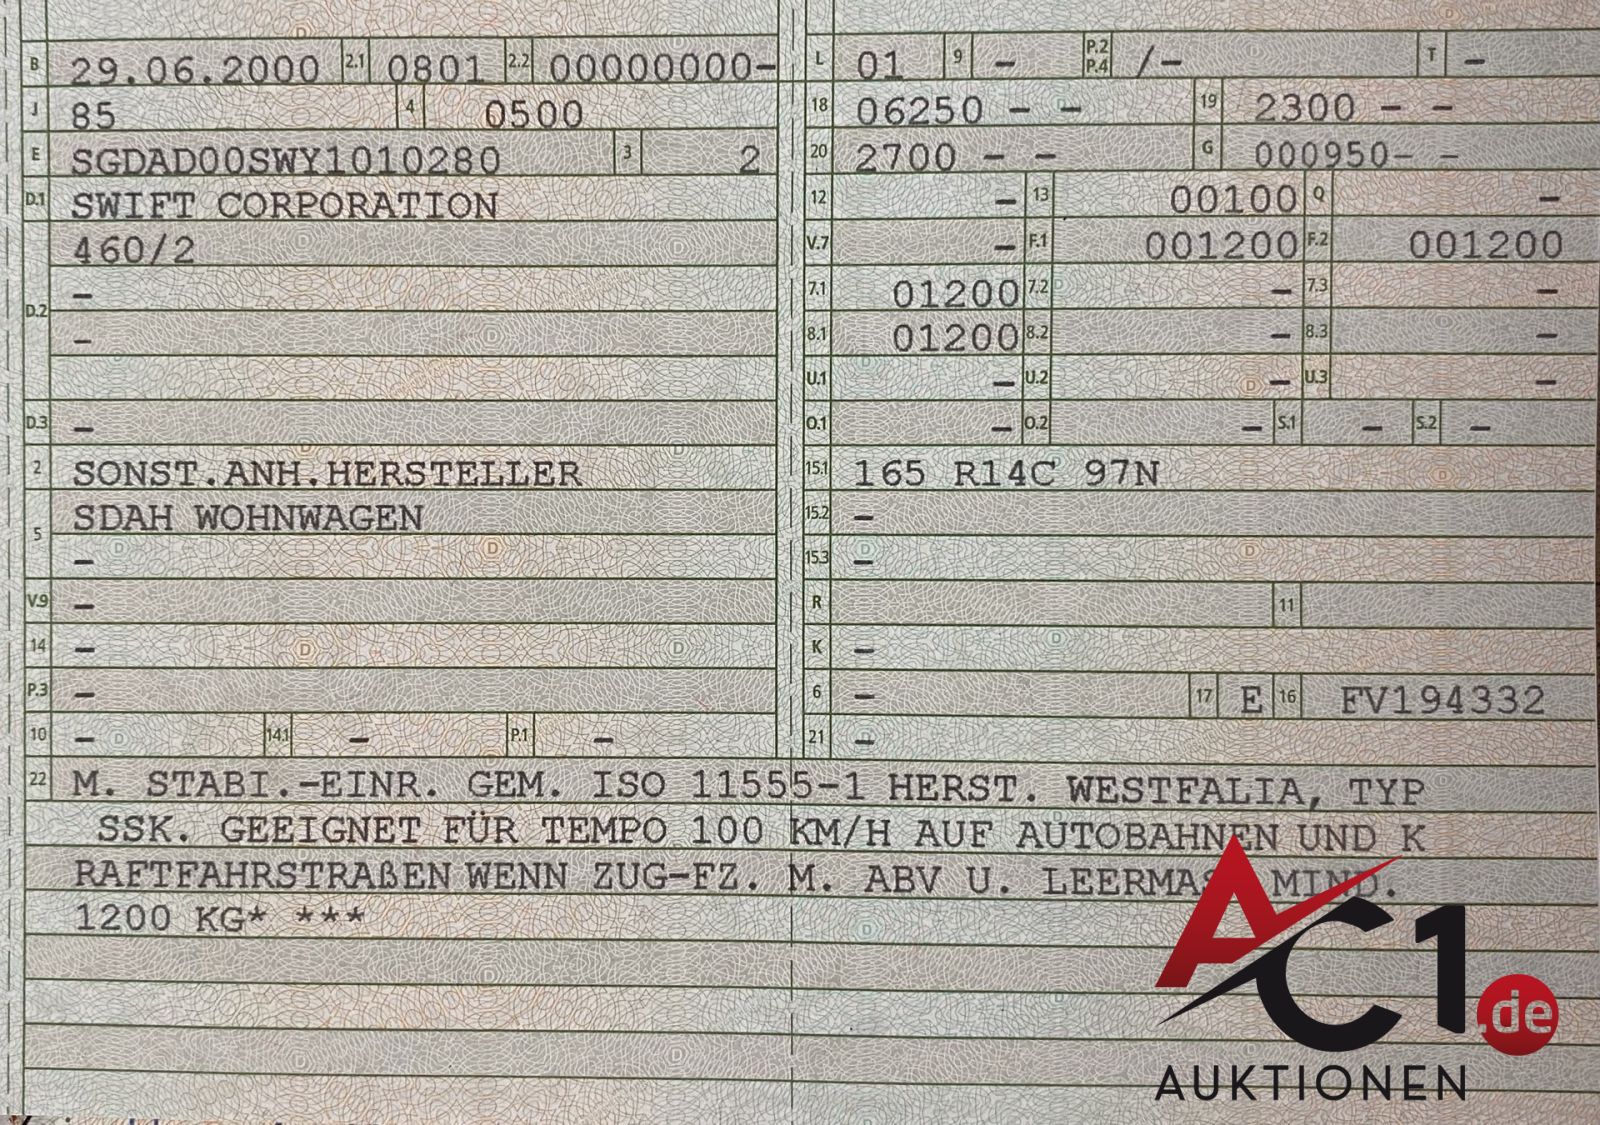 B 29.06.2000 2.1 0801 2.2 00000000-
J 85 4 0500
E SGDAD00SWY1010280 3 2
D.1 SWIFT CORPORATION
460/2
D.2 –
–
D.3 –
2 SONST.ANH.HERSTELLER
5 SDAH WOHNWAGEN
–
V.9 –
14 –
P.3 –
10 – 14.1 – P.1 –
L 01 9 – P.2 P.4 /– T –
18 06250 – – 19 2300 – –
20 2700 – – G 000950– –
12 – 13 00100 Q –
V.7 – F.1 001200 F.2 001200
7.1 01200 7.2 – 7.3 –
8.1 01200 8.2 – 8.3 –
U.1 – U.2 – U.3 –
O.1 – O.2 – S.1 – S.2 –
15.1 165 R14C 97N
15.2 –
15.3 –
R 11
K –
6 – 17 E 16 FV194332
21 –
22 M. STABI.-EINR. GEM. ISO 11555-1 HERST. WESTFALIA, TYP
SSK. GEEIGNET FÜR TEMPO 100 KM/H AUF AUTOBAHNEN UND K
RAFTFAHRSTRAßEN WENN ZUG-FZ. M. ABV U. LEERMAS. MIND.
1200 KG* ***
AC1.de
AUKTIONEN